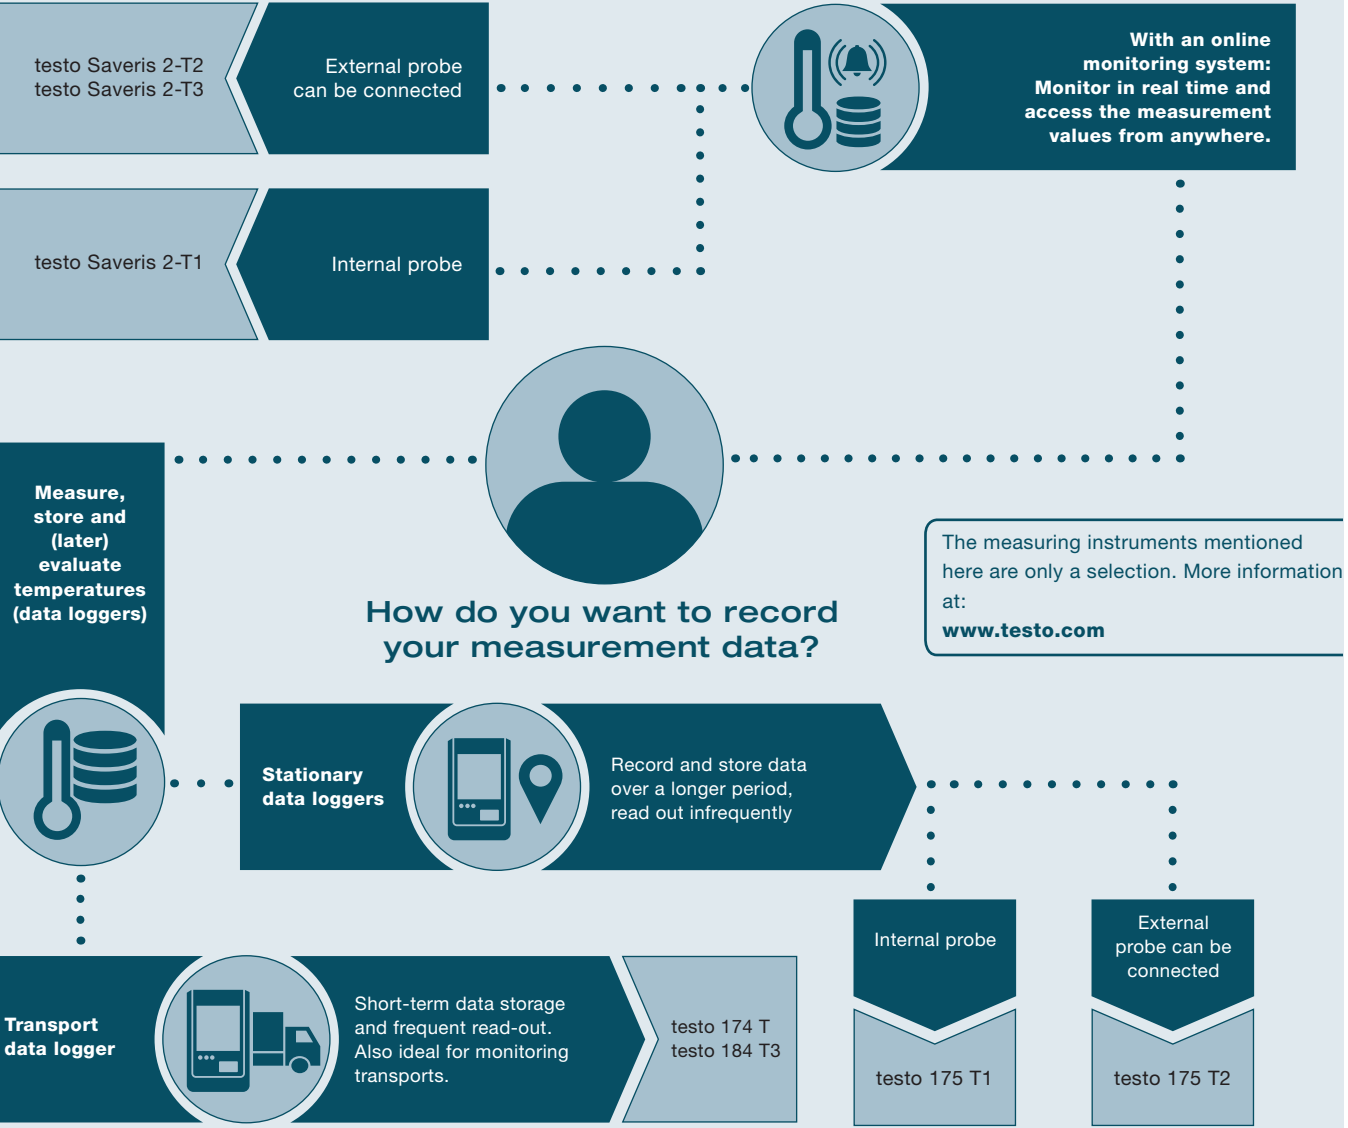 testo Saveris 2-T2
testo Saveris 2-T3
External probe
can be connected
With an online
monitoring system:
Monitor in real time and
access the measurement
values from anywhere.
testo Saveris 2-T1
Internal probe
Measure,
store and
(later)
evaluate
temperatures
(data loggers)
How do you want to record
your measurement data?
The measuring instruments mentioned
here are only a selection. More information
at:
www.testo.com
Stationary
data loggers
Record and store data
over a longer period,
read out infrequently
Internal probe
External
probe can be
connected
Transport
data logger
Short-term data storage
and frequent read-out.
Also ideal for monitoring
transports.
testo 174 T
testo 184 T3
testo 175 T1
testo 175 T2